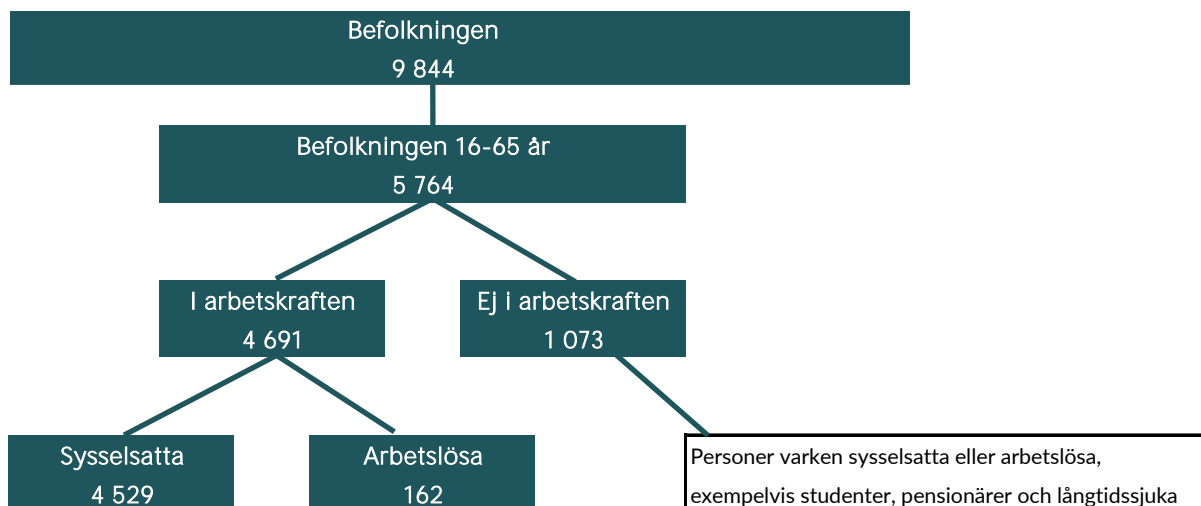 Befolkningen
9 844
Befolkningen 16-65 år
5 764
I arbetskraften
4 691
Ej i arbetskraften
1 073
Sysselsatta
4 529
Arbetslösa
162
Personer varken sysselsatta eller arbetslösa,
exempelvis studenter, pensionärer och långtidssjuka